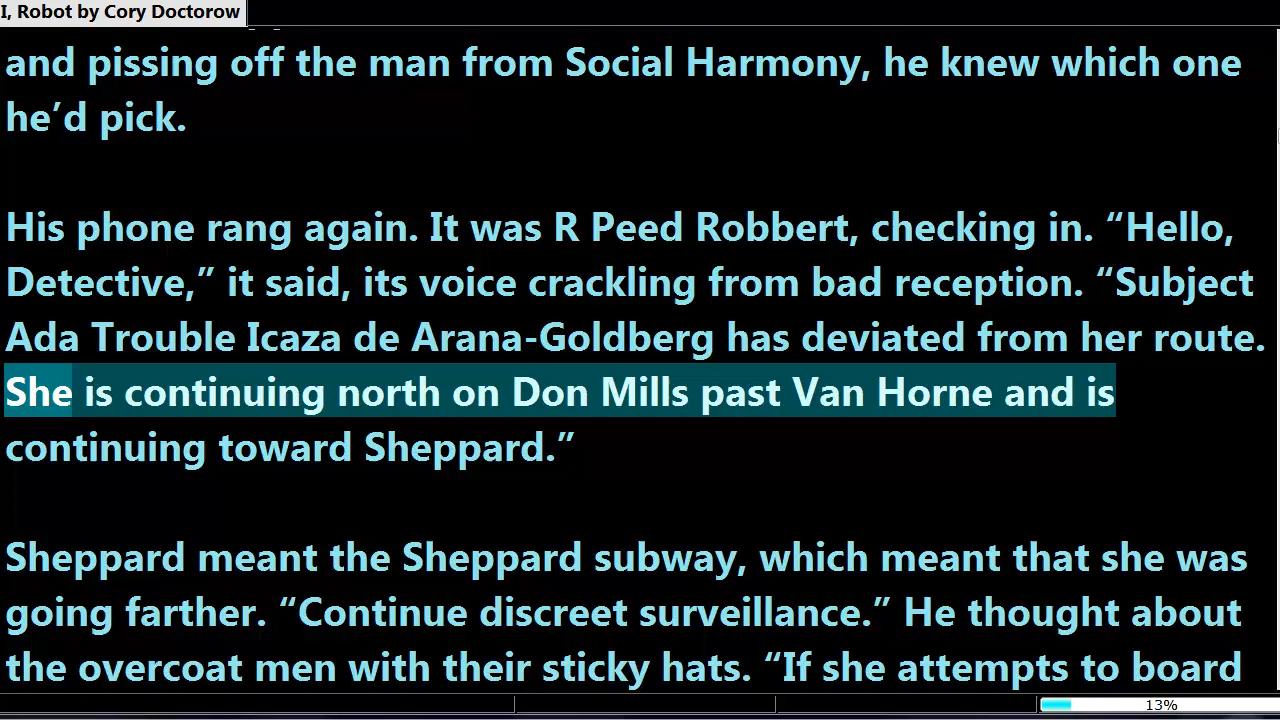 I, Robot by Cory Doctorow
and pissing off the man from Social Harmony, he knew which one
he’d pick.
His phone rang again. It was R Peed Robbert, checking in. “Hello,
Detective,” it said, its voice crackling from bad reception. “Subject
Ada Trouble Icaza de Arana-Goldberg has deviated from her route.
She is continuing north on Don Mills past Van Horne and is
continuing toward Sheppard.”
Sheppard meant the Sheppard subway, which meant that she was
going farther. “Continue discreet surveillance.” He thought about
the overcoat men with their sticky hats. “If she attempts to board
13%